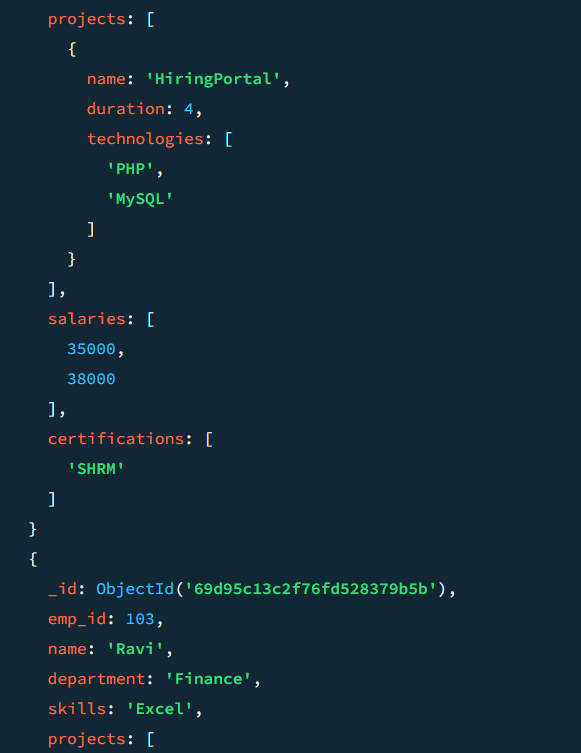 projects: [
{
name: 'HiringPortal',
duration: 4,
technologies: [
'PHP',
'MySQL'
]
}
],
salaries: [
35000,
38000
],
certifications: [
'SHRM'
]
}
{
_id: ObjectId('69d95c13c2f76fd528379b5b'),
emp_id: 103,
name: 'Ravi',
department: 'Finance',
skills: 'Excel',
projects: [